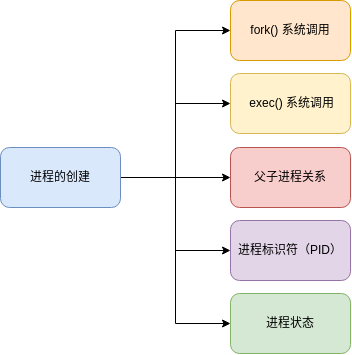 fork() 系统调用
exec() 系统调用
进程的创建
父子进程关系
进程标识符（PID）
进程状态